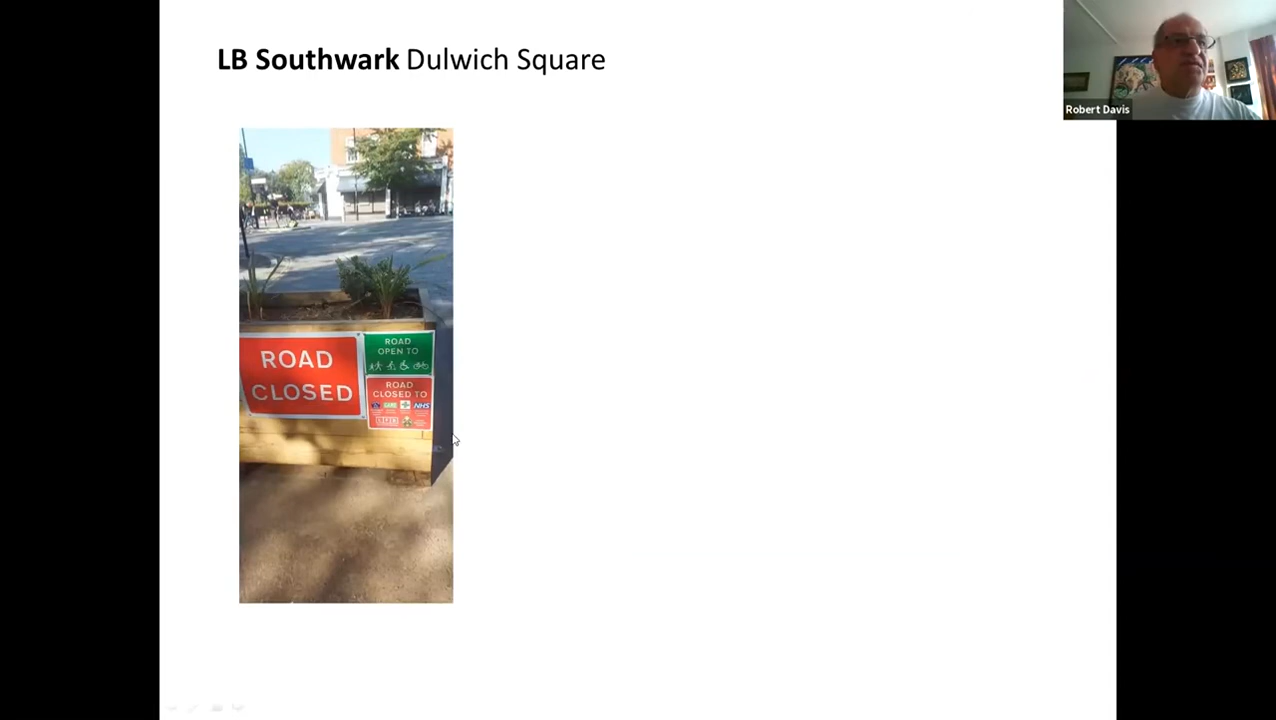 LB Southwark Dulwich Square
Robert Davis
ROAD
CLOSED
ROAD
OPEN TO
ROAD
CLOSED TO
NHS